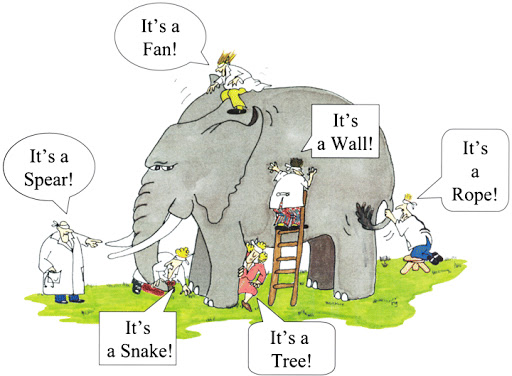 It's a
Fan!
It's
a Wall!
It's a
Spear!
It's
a
Rope!
It's
a Snake!
It's a
Tree!